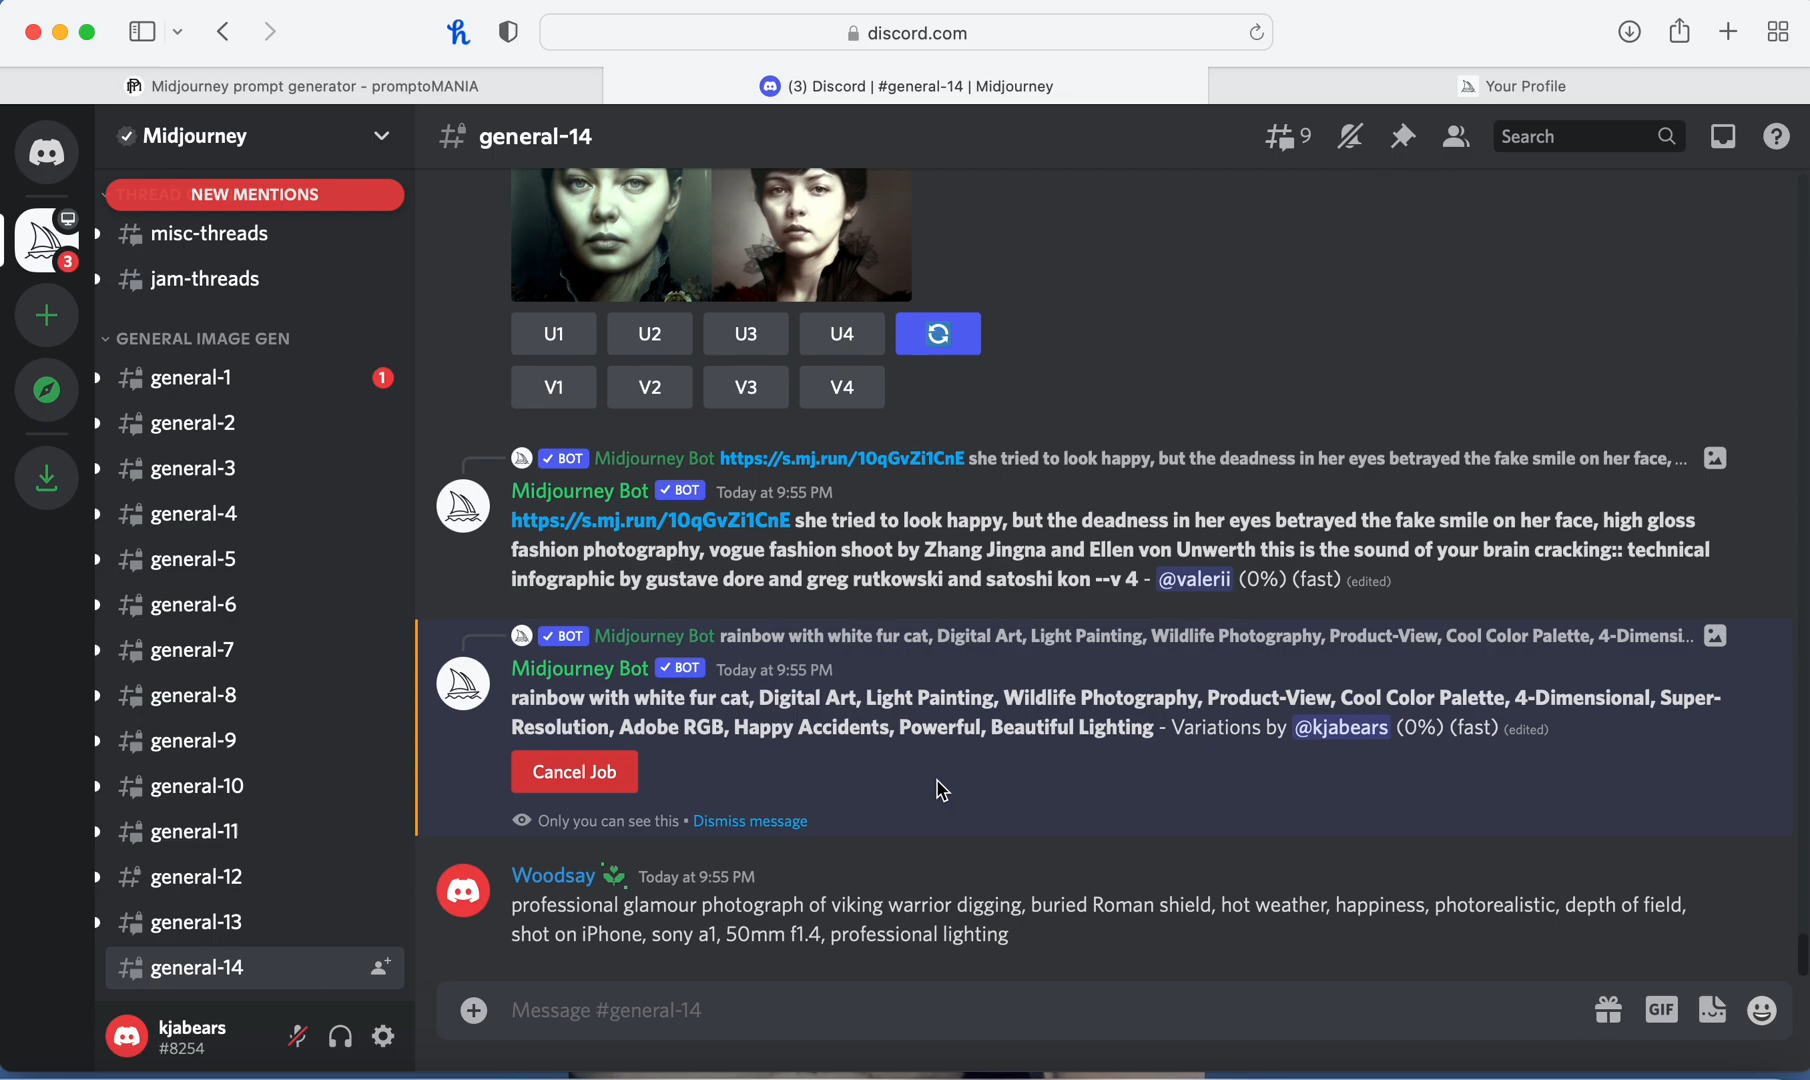 discord.com
Midjourney prompt generator - promptoMANIA
(3) Discord | #general-14 | Midjourney
Your Profile
Midjourney
general-14
9
Search
THREAD
NEW MENTIONS
misc-threads
jam-threads
GENERAL IMAGE GEN
general-1
1
general-2
general-3
general-4
general-5
general-6
general-7
general-8
general-9
general-10
general-11
general-12
general-13
general-14
3
kjabears
#8254
U1 U2 U3 U4
V1 V2 V3 V4
BOT Midjourney Bot https://s.mj.run/10qGvZi1CnE she tried to look happy, but the deadness in her eyes betrayed the fake smile on her face,...
Midjourney Bot BOT Today at 9:55 PM
https://s.mj.run/10qGvZi1CnE she tried to look happy, but the deadness in her eyes betrayed the fake smile on her face, high gloss
fashion photography, vogue fashion shoot by Zhang Jingna and Ellen von Unwerth this is the sound of your brain cracking:: technical
infographic by gustave dore and greg rutkowski and satoshi kon --v 4 - @valerii (0%) (fast) (edited)
BOT Midjourney Bot rainbow with white fur cat, Digital Art, Light Painting, Wildlife Photography, Product-View, Cool Color Palette, 4-Dimensi...
Midjourney Bot BOT Today at 9:55 PM
rainbow with white fur cat, Digital Art, Light Painting, Wildlife Photography, Product-View, Cool Color Palette, 4-Dimensional, Super-
Resolution, Adobe RGB, Happy Accidents, Powerful, Beautiful Lighting - Variations by @kjabears (0%) (fast) (edited)
Cancel Job
Only you can see this • Dismiss message
Woodsay Today at 9:55 PM
professional glamour photograph of viking warrior digging, buried Roman shield, hot weather, happiness, photorealistic, depth of field,
shot on iPhone, sony a1, 50mm f1.4, professional lighting
Message #general-14
GIF